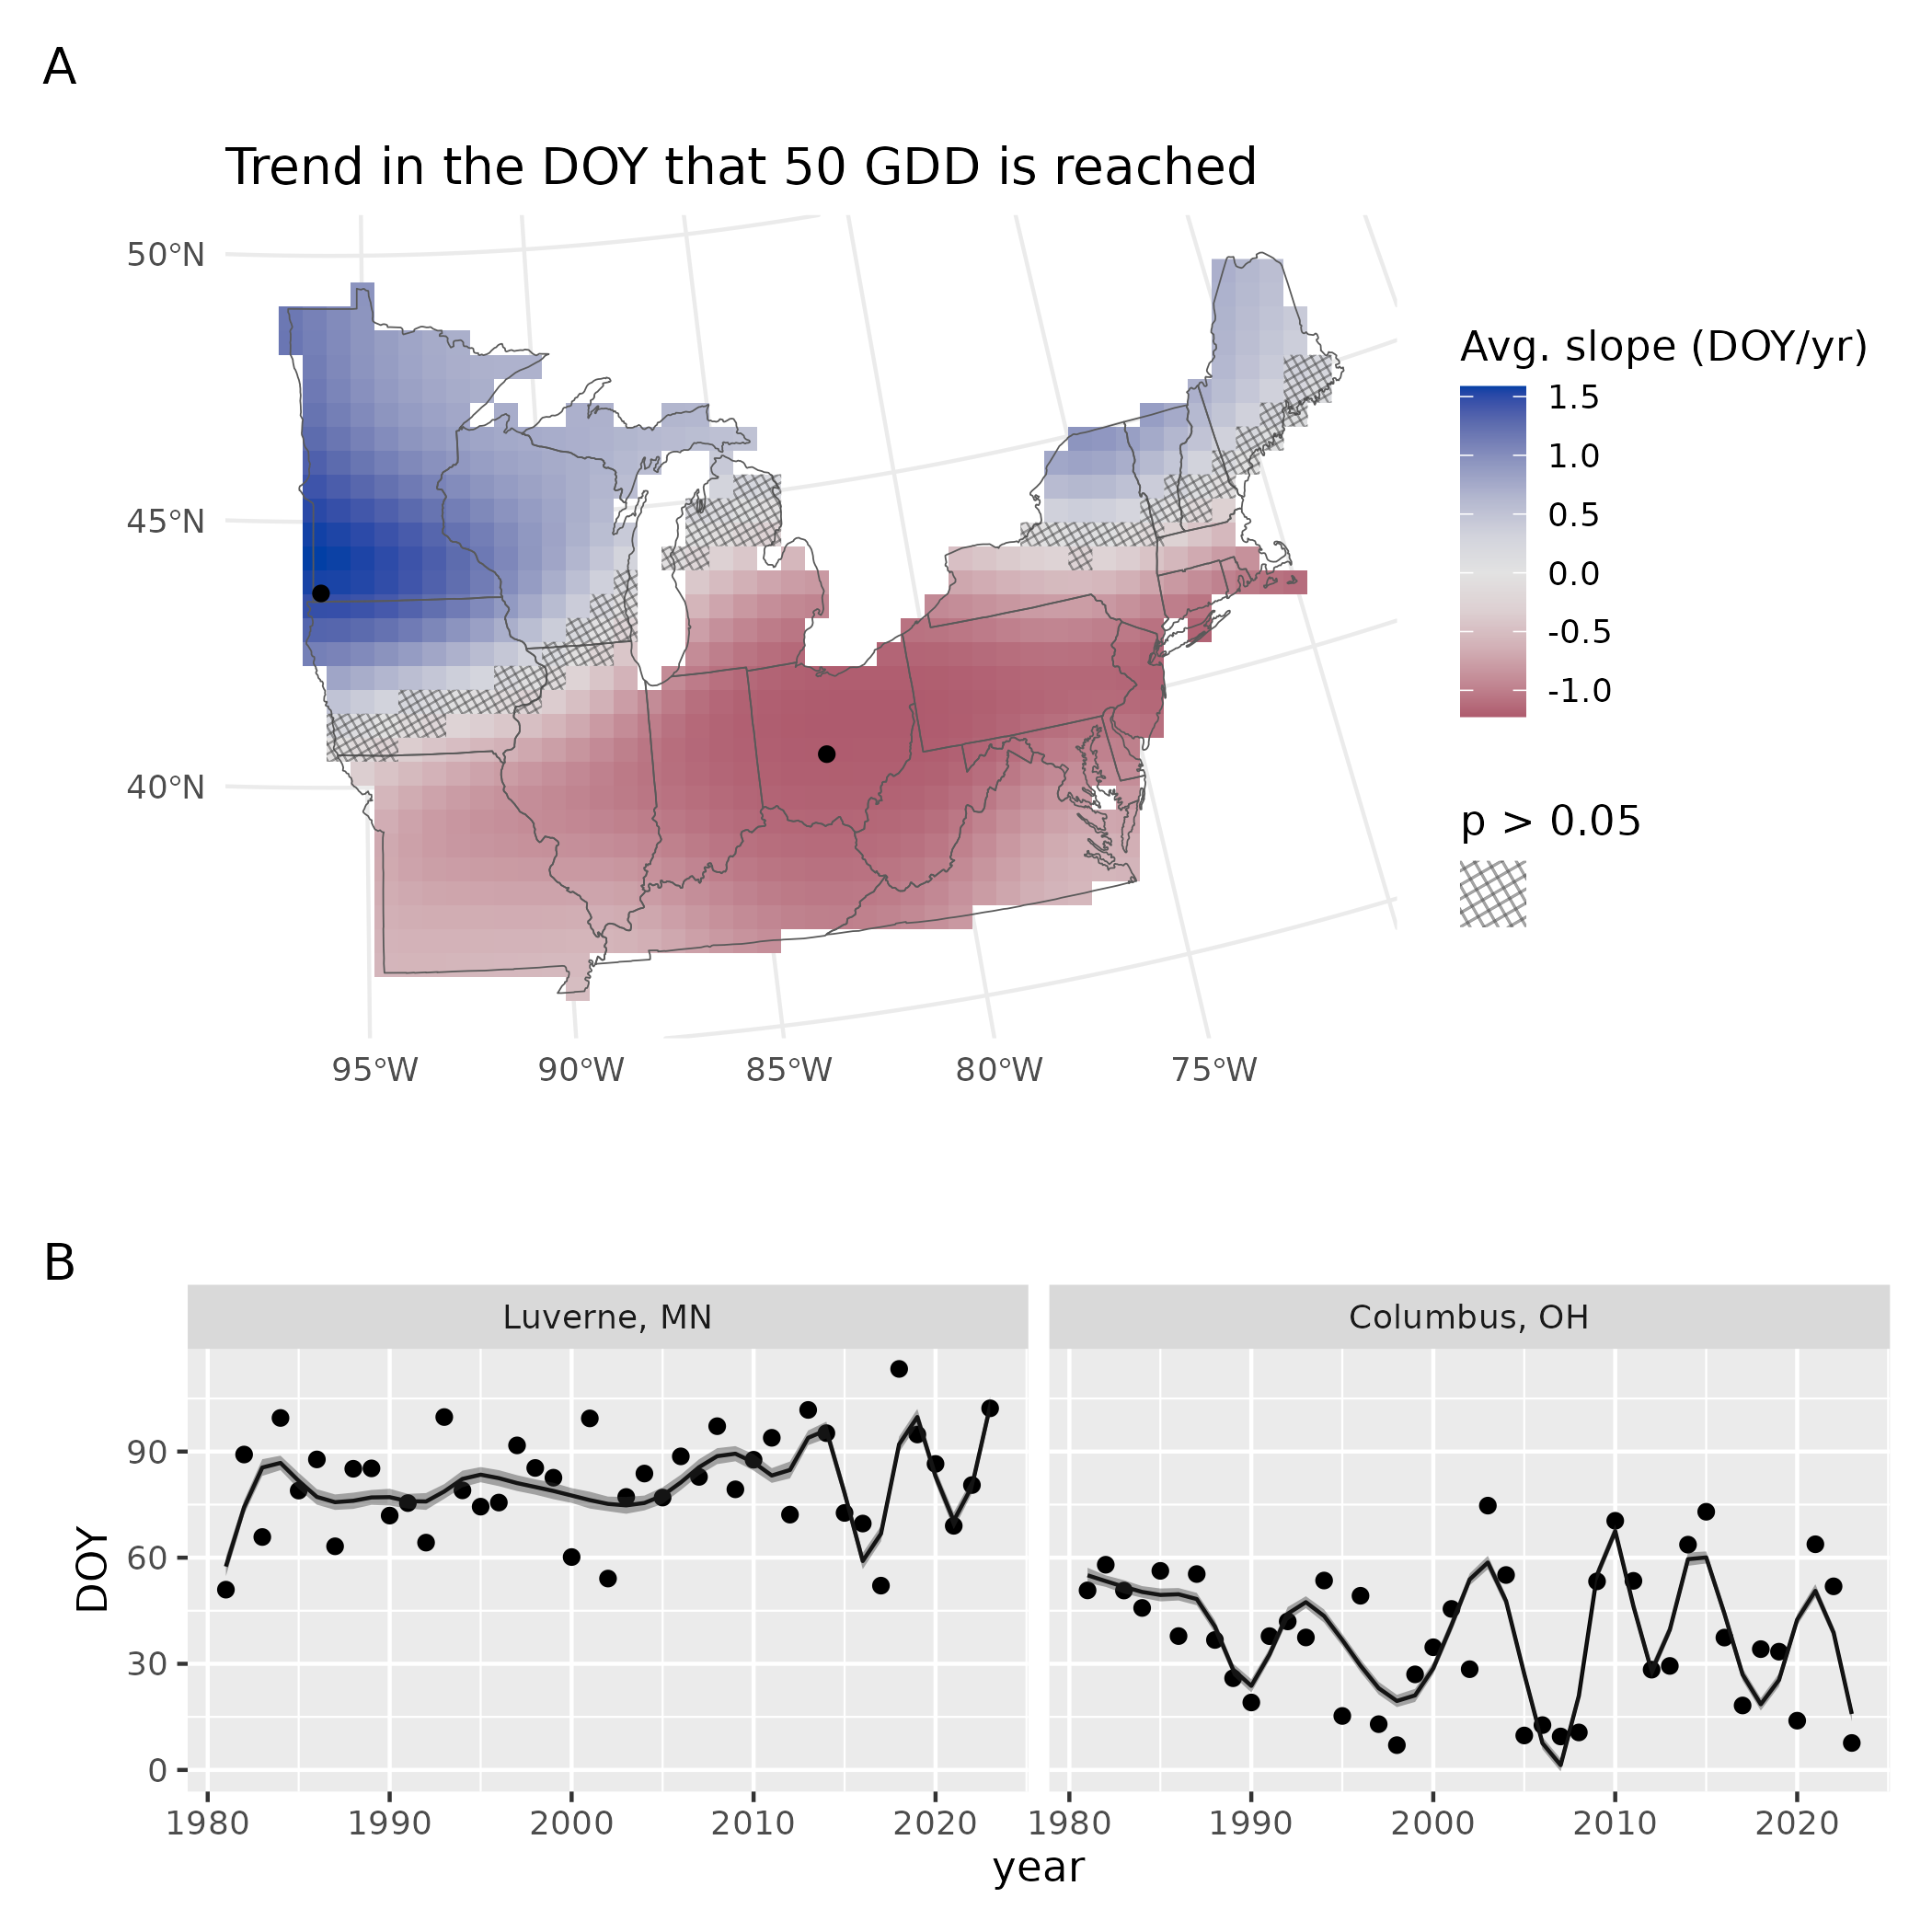 A
Trend in the DOY that 50 GDD is reached
50°N
45°N
40°N
95°W 90°W 85°W 80°W 75°W
Avg. slope (DOY/yr)
1.5
1.0
0.5
0.0
-0.5
-1.0
p > 0.05
B
Luverne, MN
Columbus, OH
DOY
90
60
30
0
1980 1990 2000 2010 2020
1980 1990 2000 2010 2020
year